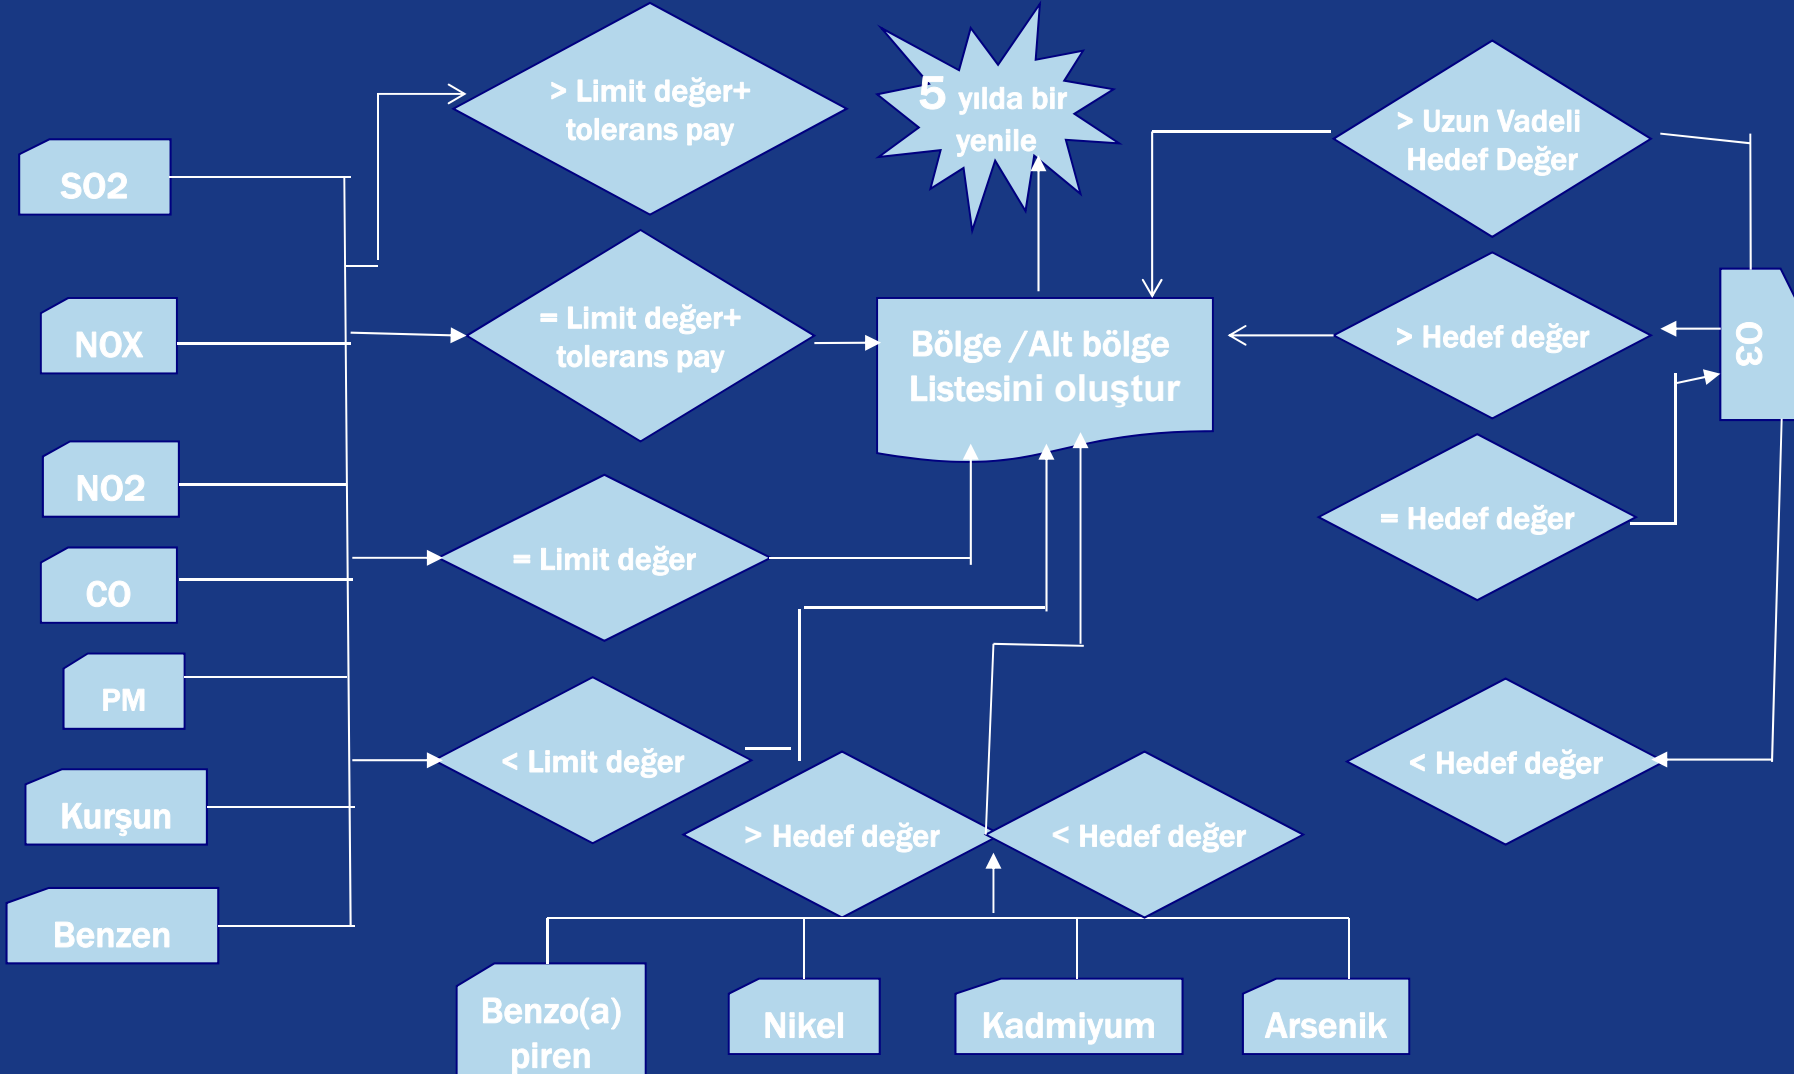 > Limit değer+
tolerans pay
5 yılda bir
yenile
> Uzun Vadeli
Hedef Değer
SO2
= Limit değer+
tolerans pay
NOX
Bölge /Alt bölge
Listesini oluştur
> Hedef değer
O3
NO2
= Limit değer
= Hedef değer
CO
PM
< Limit değer
< Hedef değer
Kurşun
> Hedef değer
< Hedef değer
Benzen
Benzo(a)
piren
Nikel
Kadmiyum
Arsenik